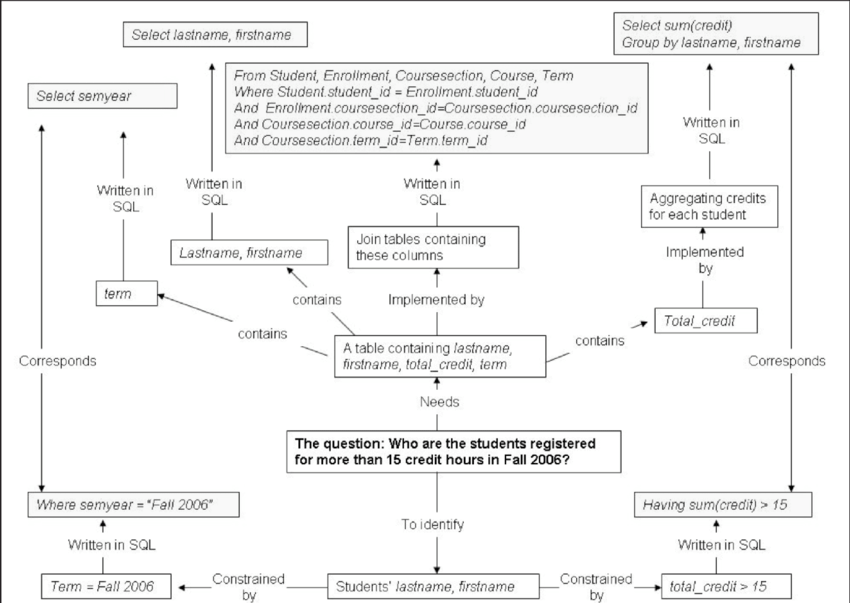 Select sum(credit)
Group by lastname, firstname
Select lastname, firstname
From Student, Enrollment, Coursesection, Course, Term
Where Student.student_id = Enrollment.student_id
And Enrollment.coursesection_id=Coursesection.coursesection_id
And Coursesection.course_id=Course.course_id
And Coursesection.term_id=Term.term_id
Select semyear
Written in
SQL
Written in
SQL
Written in
SQL
Written in
SQL
Aggregating credits
for each student
Lastname, firstname
Join tables containing
these columns
Implemented
by
term
contains
Implemented by
Total_credit
contains
contains
A table containing lastname,
firstname, total_credit, term
Corresponds
Corresponds
Needs
The question: Who are the students registered
for more than 15 credit hours in Fall 2006?
Where semyear = "Fall 2006"
Having sum(credit) > 15
To identify
Written in SQL
Written in SQL
Term = Fall 2006
Constrained
by
Students' lastname, firstname
Constrained
by
total_credit > 15